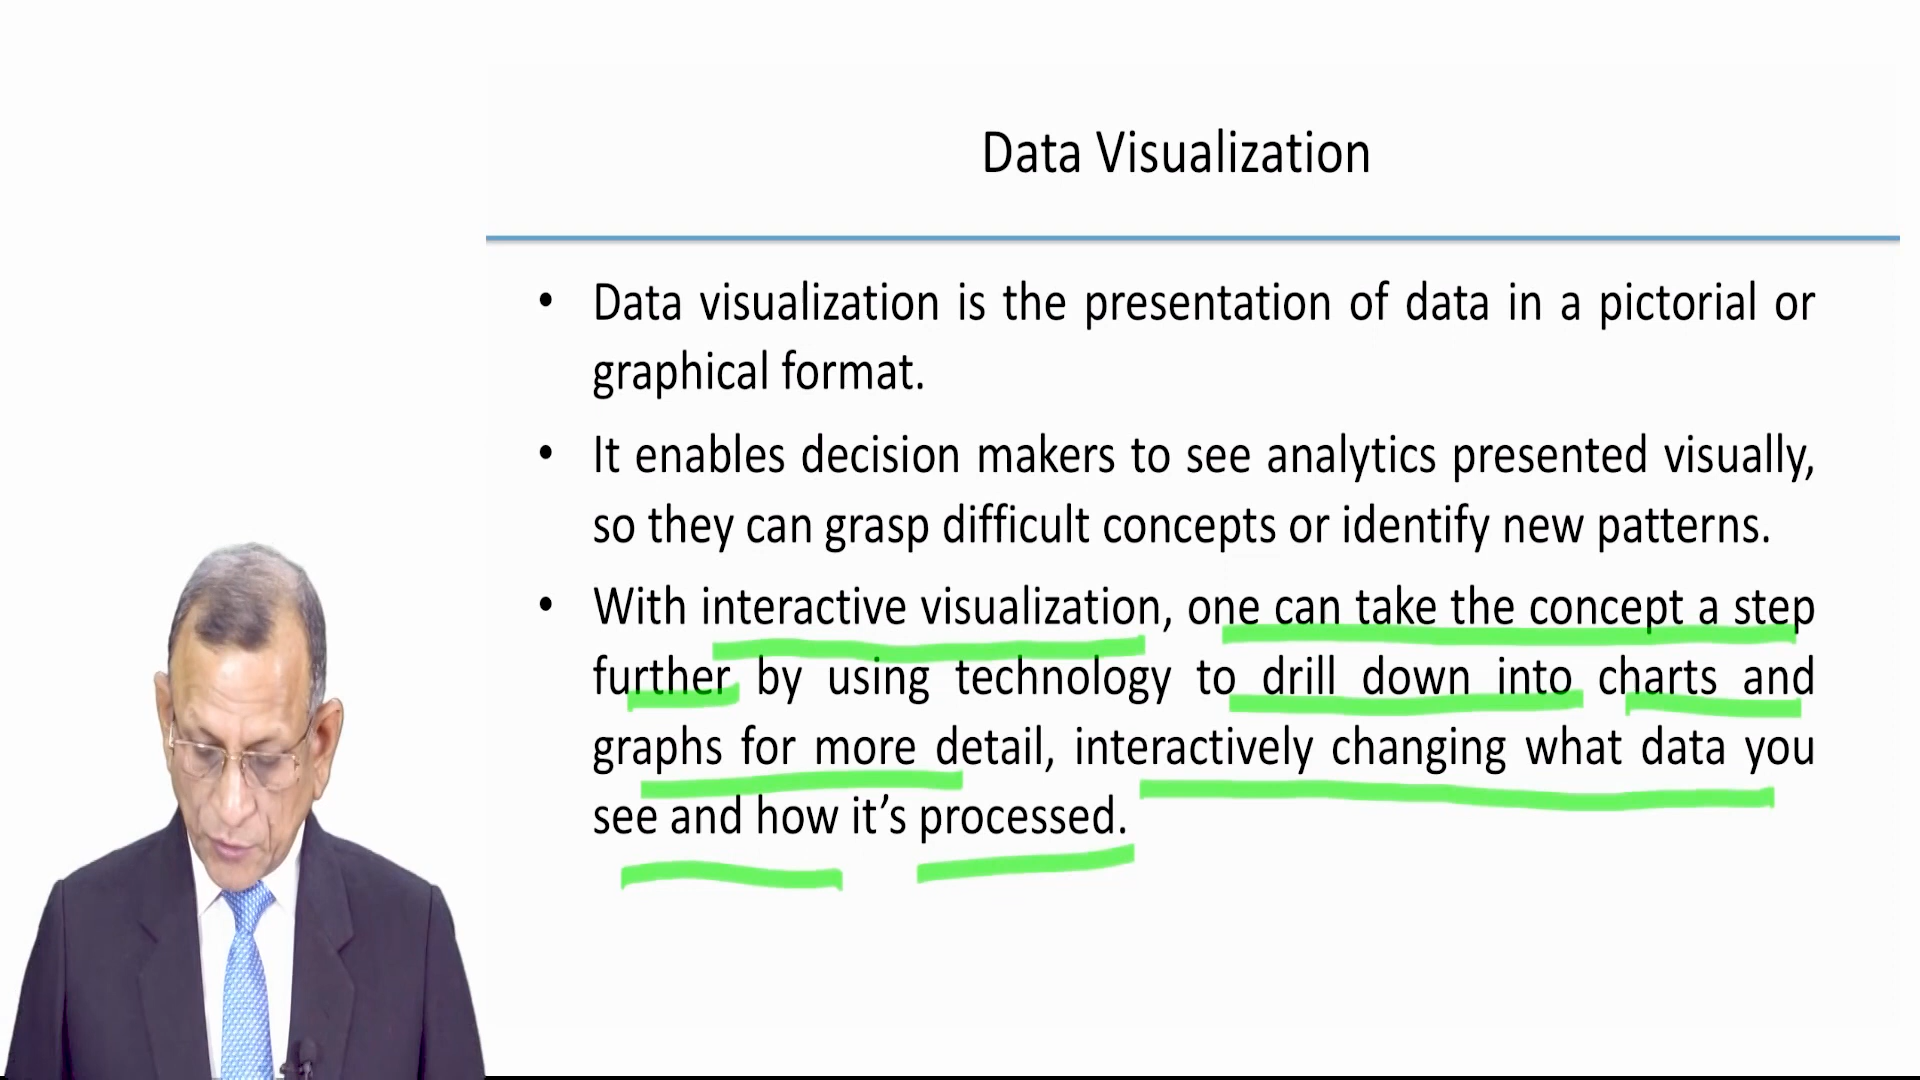 Data Visualization
• Data visualization is the presentation of data in a pictorial or
graphical format.
• It enables decision makers to see analytics presented visually,
so they can grasp difficult concepts or identify new patterns.
• With interactive visualization, one can take the concept a step
further by using technology to drill down into charts and
graphs for more detail, interactively changing what data you
see and how it’s processed.